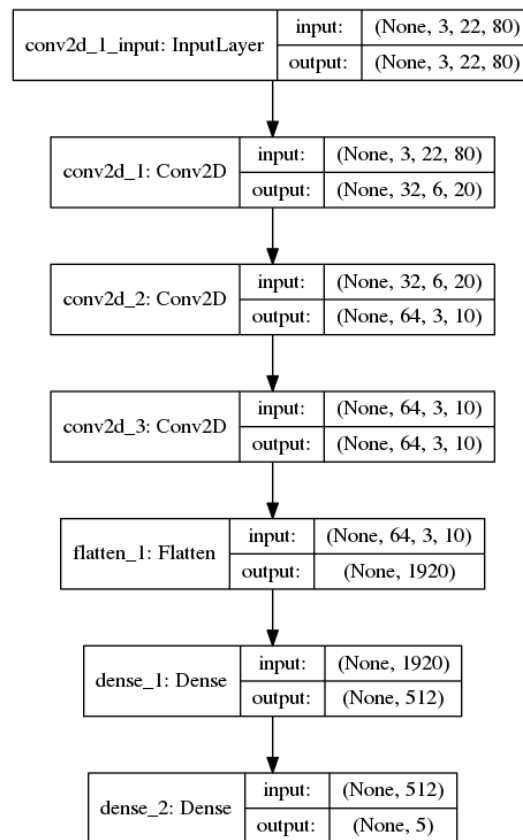 conv2d_1_input: InputLayer
input: (None, 3, 22, 80)
output: (None, 3, 22, 80)
conv2d_1: Conv2D
input: (None, 3, 22, 80)
output: (None, 32, 6, 20)
conv2d_2: Conv2D
input: (None, 32, 6, 20)
output: (None, 64, 3, 10)
conv2d_3: Conv2D
input: (None, 64, 3, 10)
output: (None, 64, 3, 10)
flatten_1: Flatten
input: (None, 64, 3, 10)
output: (None, 1920)
dense_1: Dense
input: (None, 1920)
output: (None, 512)
dense_2: Dense
input: (None, 512)
output: (None, 5)